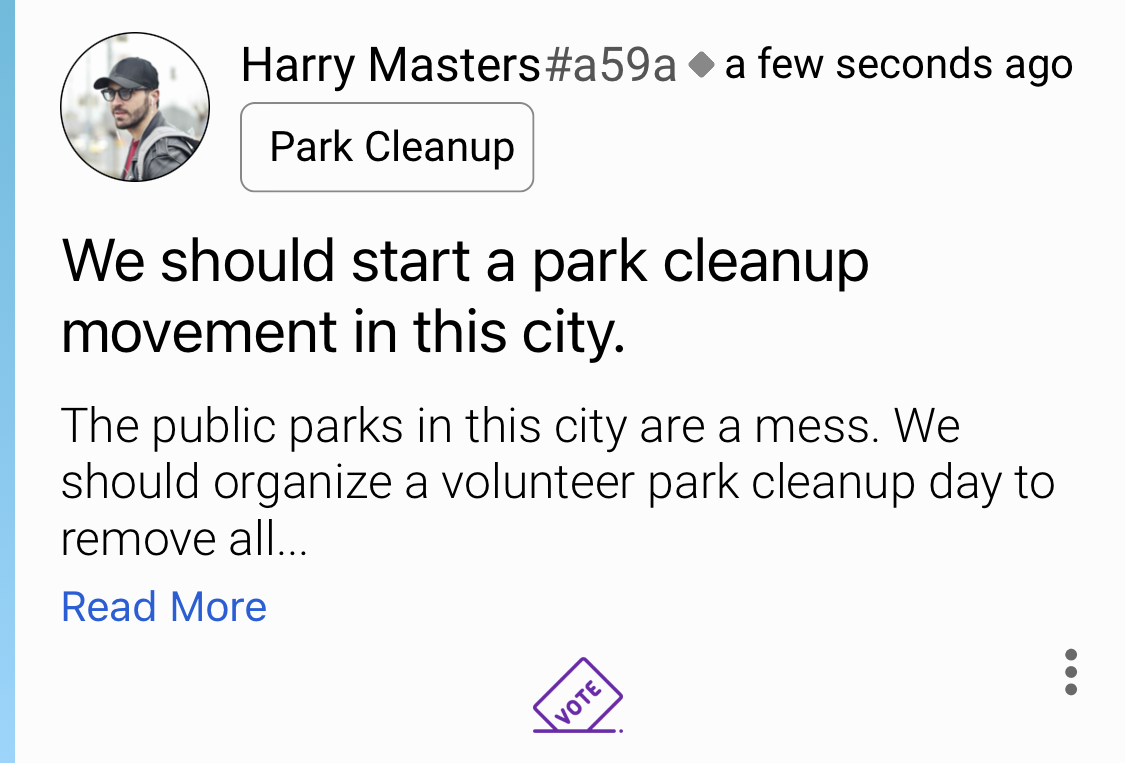 Harry Masters#a59a ◆ a few seconds ago
Park Cleanup
We should start a park cleanup
movement in this city.
The public parks in this city are a mess. We
should organize a volunteer park cleanup day to
remove all...
Read More
VOTE